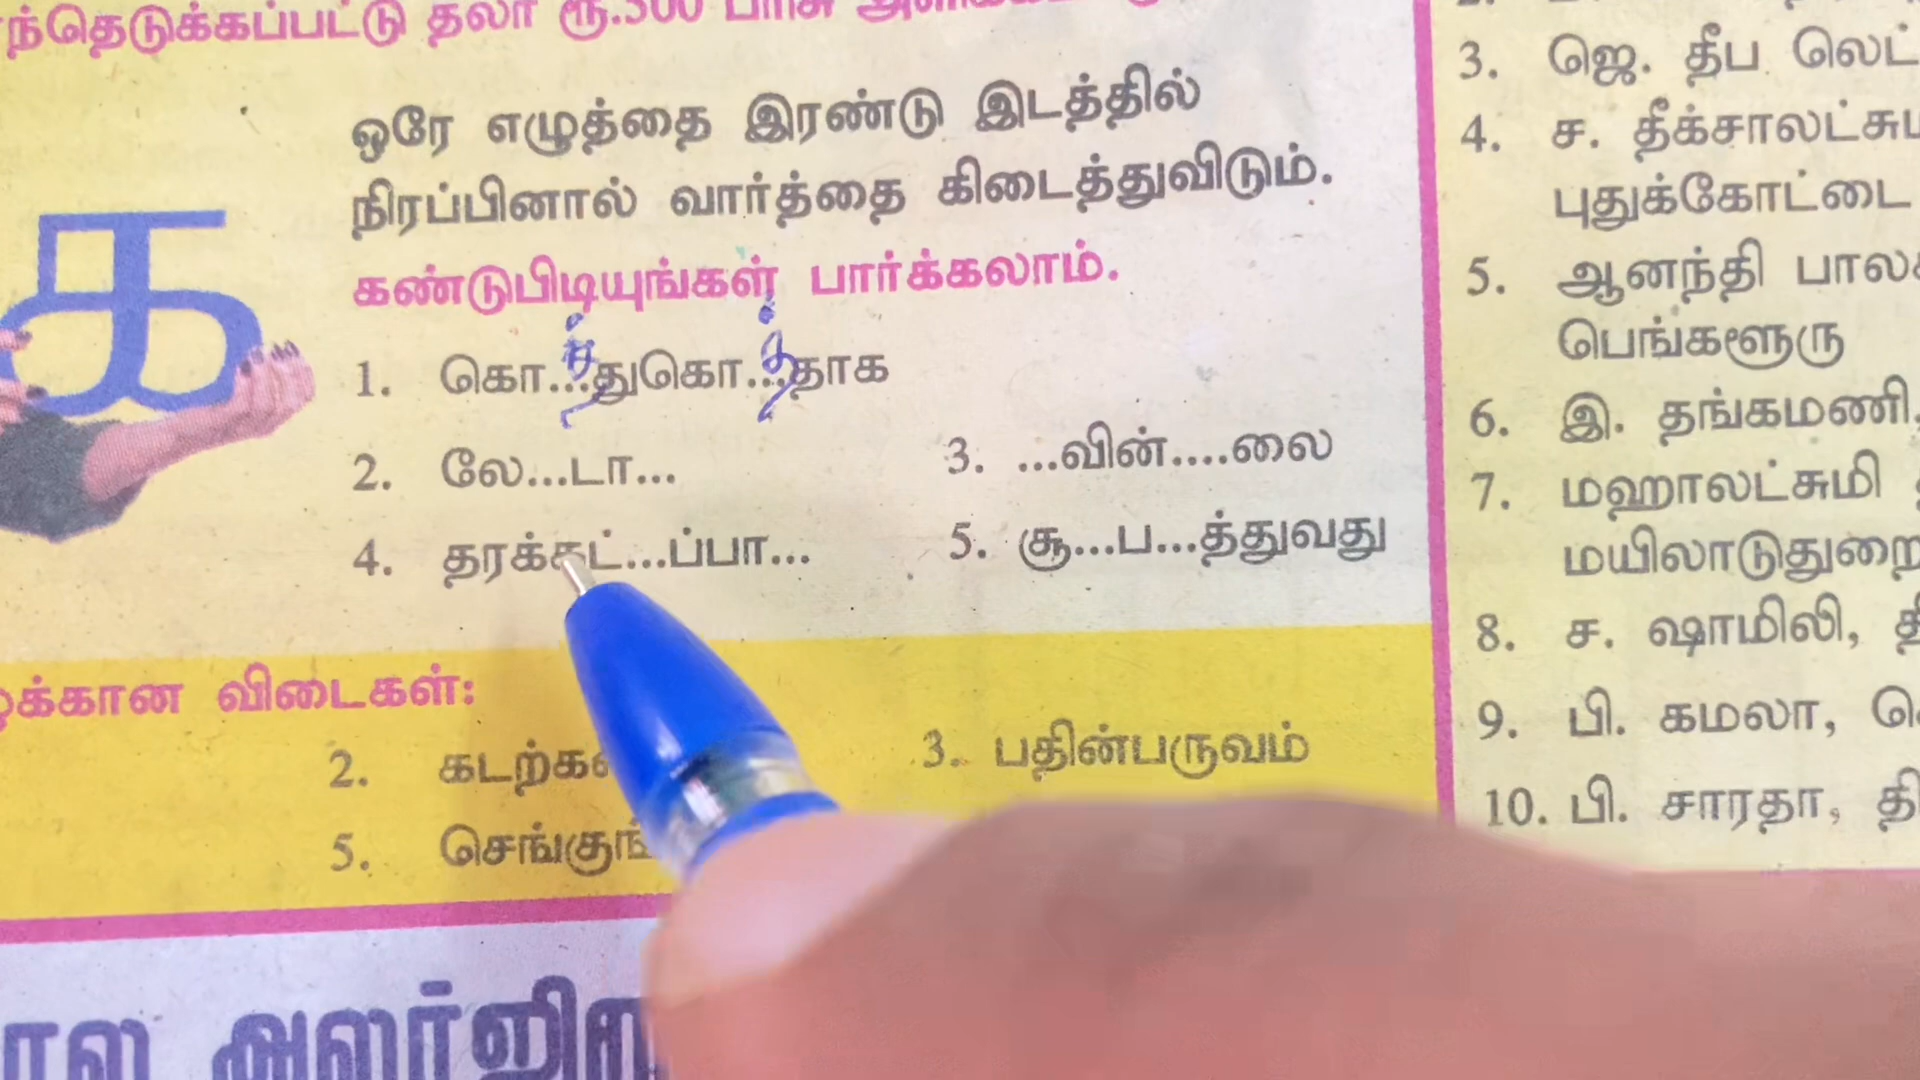 ஒரே எழுத்தை இரண்டு இடத்தில்
நிரப்பினால் வார்த்தை கிடைத்துவிடும்.
கண்டுபிடியுங்கள் பார்க்கலாம்.
1. கொ...துகொ...தாக
2. லே...டா...
3. ...வின்....லை
4. தரக்கட்...ப்பா...
5. சூ...ப...த்துவது
விடைகள்:
2.
3. பதின்பருவம்
5.
3. ஜெ. தீப
4. ச.
புதுக்கோட்டை
5. ஆனந்தி
பெங்களூரு
6. இ. தங்கமணி,
7. மஹாலட்சுமி
மயிலாடுதுறை
8. ச. ஷாமிலி,
9. பி. கமலா,
10. பி. சாரதா,